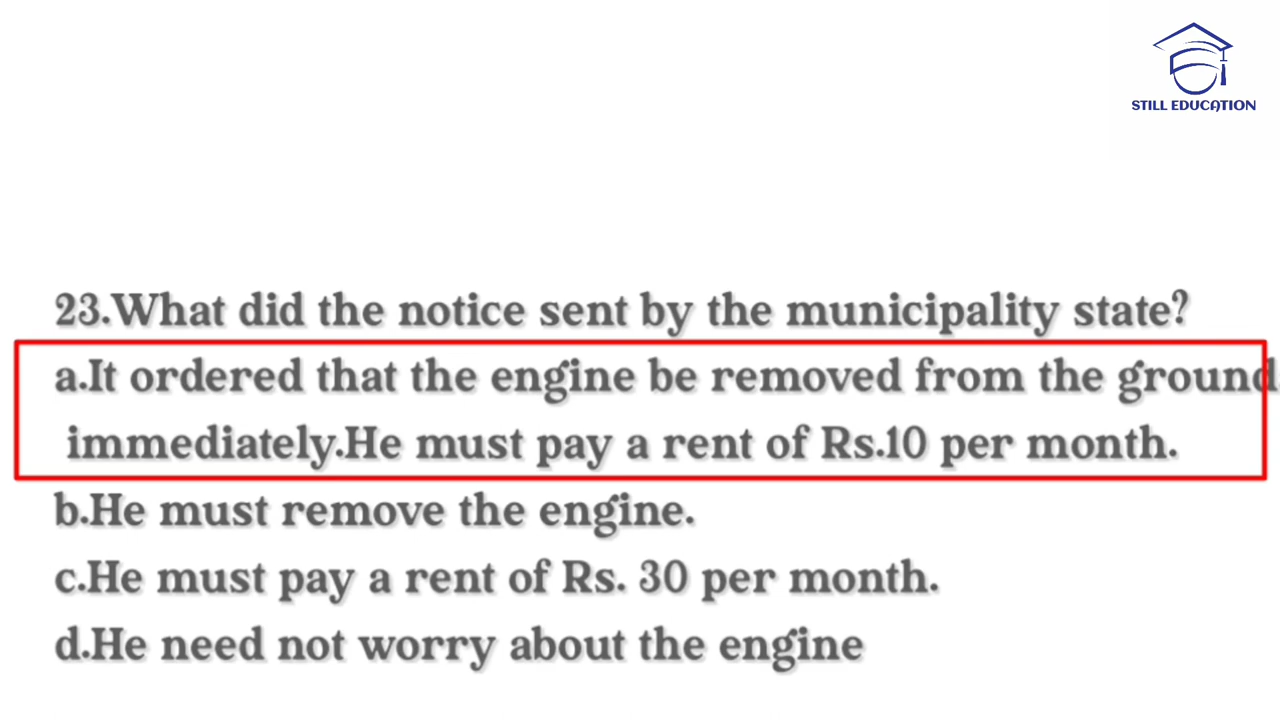 STILL EDUCATION
23.What did the notice sent by the municipality state?
a.It ordered that the engine be removed from the ground.
immediately.He must pay a rent of Rs.10 per month.
b.He must remove the engine.
c.He must pay a rent of Rs. 30 per month.
d.He need not worry about the engine